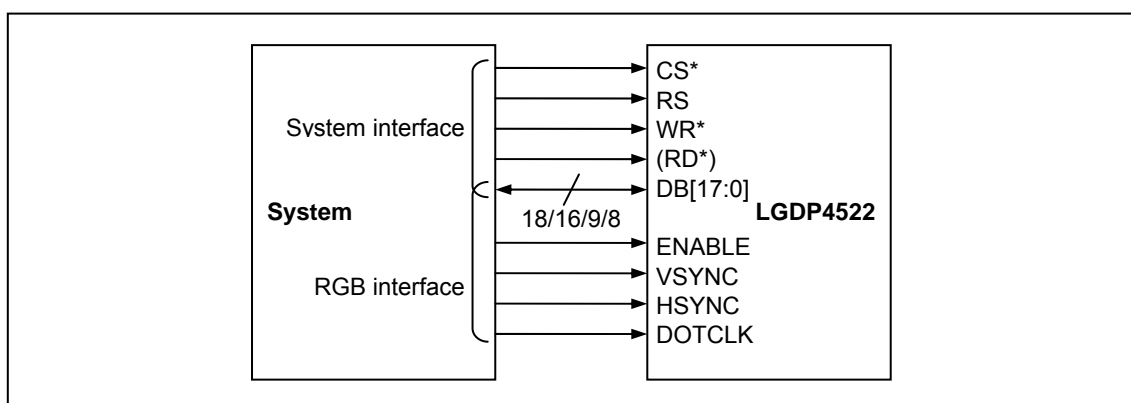 CS*
RS
System interface
WR*
(RD*)
DB[17:0]
System
18/16/9/8
LGDP4522
ENABLE
RGB interface
VSYNC
HSYNC
DOTCLK